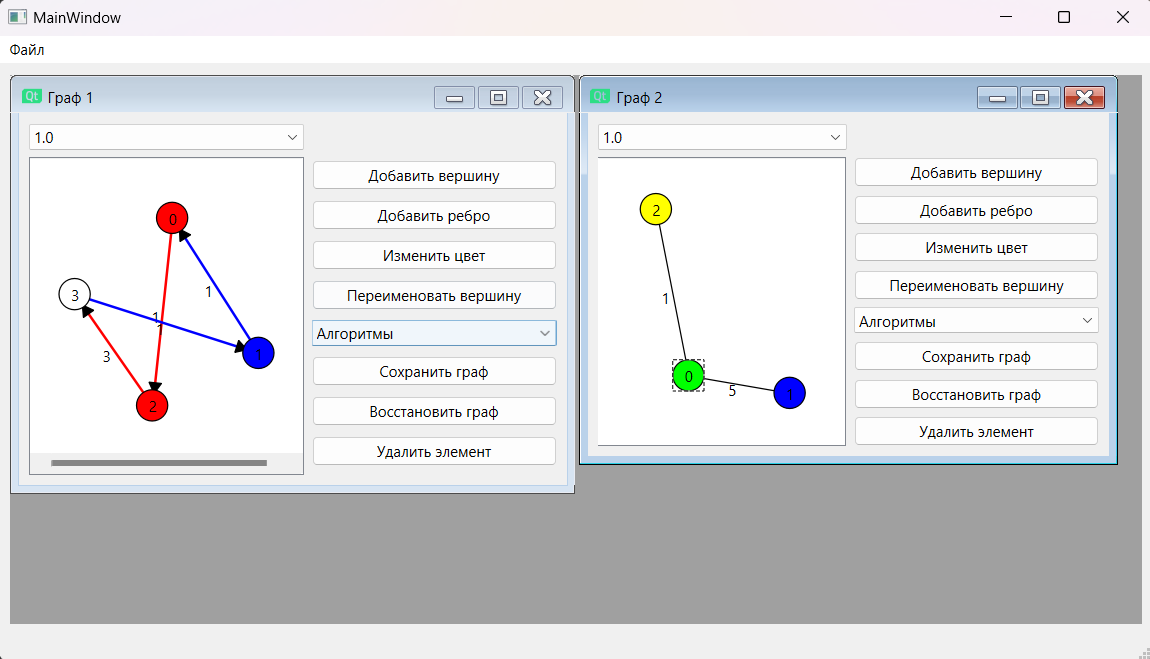 MainWindow
Файл
Qt Граф 1
1.0
0
3
1
1
1
3
1
2
Добавить вершину
Добавить ребро
Изменить цвет
Переименовать вершину
Алгоритмы
Сохранить граф
Восстановить граф
Удалить элемент
Qt Граф 2
1.0
2
1
0
5
1
Добавить вершину
Добавить ребро
Изменить цвет
Переименовать вершину
Алгоритмы
Сохранить граф
Восстановить граф
Удалить элемент